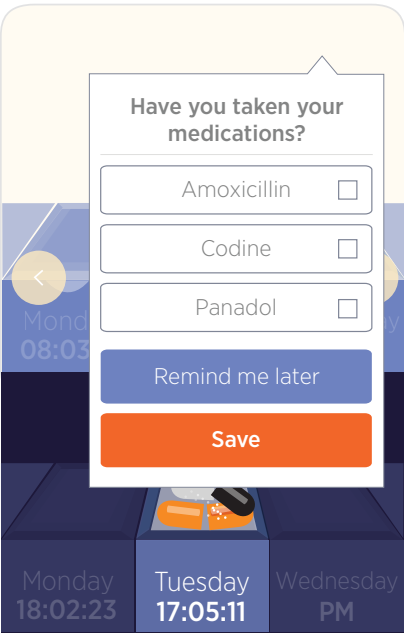 Have you taken your
medications?
Amoxicillin
Codine
Panadol
Remind me later
Save
Mond
08:03
ay
Monday
18:02:23
Tuesday
17:05:11
Wednesday
PM